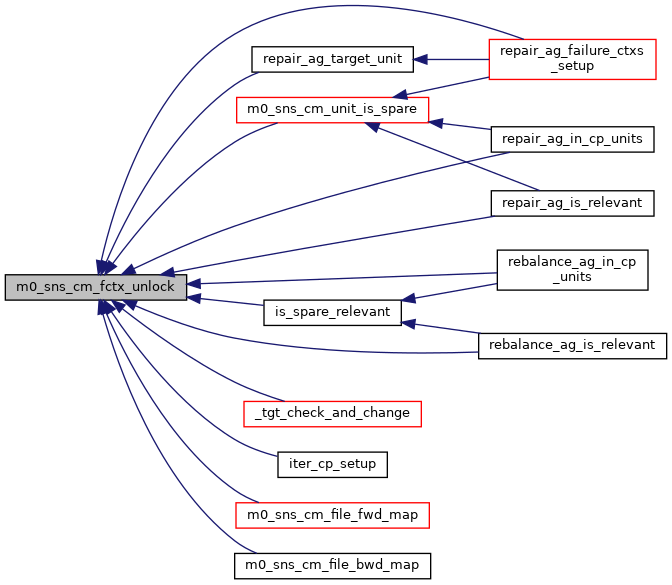 repair_ag_failure_ctxs
_setup
repair_ag_target_unit
m0_sns_cm_unit_is_spare
repair_ag_in_cp_units
repair_ag_is_relevant
rebalance_ag_in_cp
_units
m0_sns_cm_fctx_unlock
is_spare_relevant
rebalance_ag_is_relevant
_tgt_check_and_change
iter_cp_setup
m0_sns_cm_file_fwd_map
m0_sns_cm_file_bwd_map